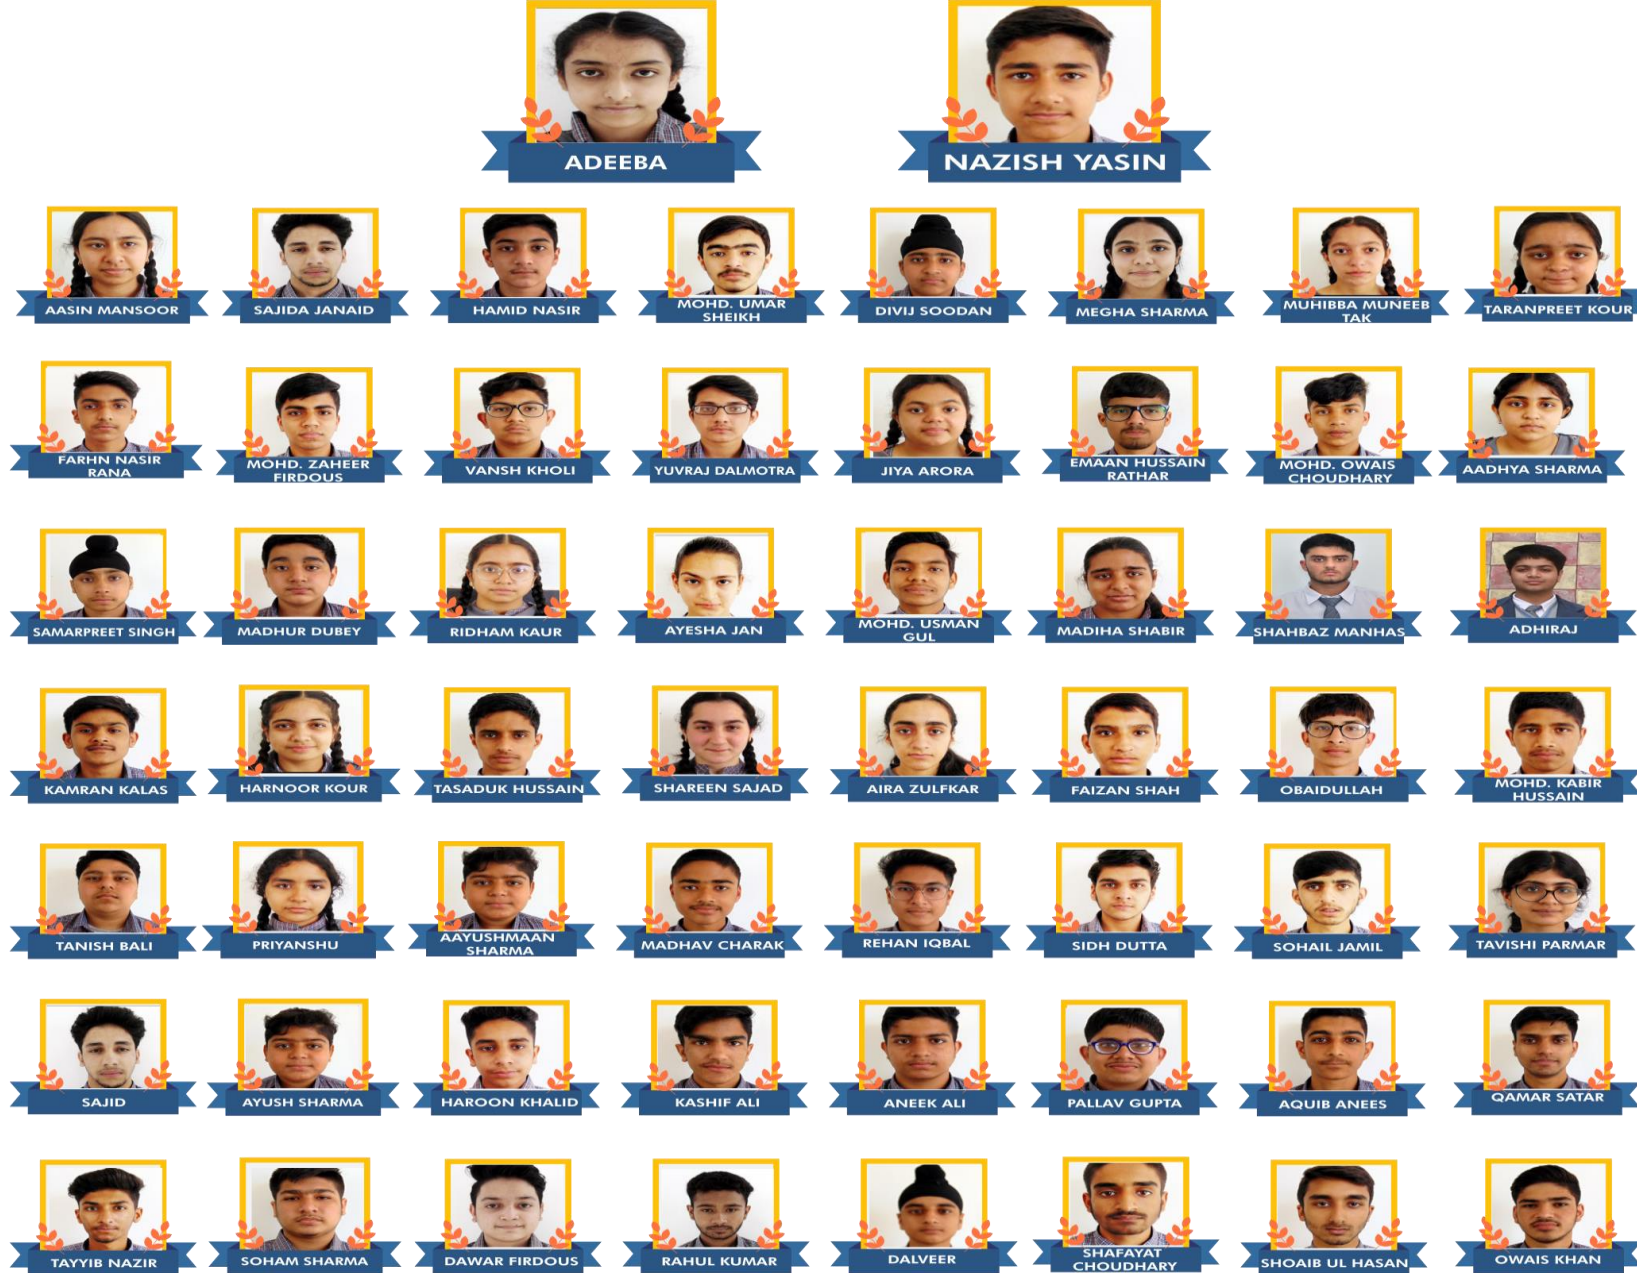 ADEEBA
NAZISH YASIN
AASIN MANSOOR
SAJIDA JANAID
HAMID NASIR
MOHD. UMAR
SHEIKH
DIVIJ SOODAN
MEGHA SHARMA
MUHIBBA MUNEEB
TAK
TARANPREET KOUR
FARHN NASIR
RANA
MOHD. ZAHEER
FIRDOUS
VANSH KHOLI
YUVRAJ DALMOTRA
JIYA ARORA
EMAAN HUSSAIN
RATHAR
MOHD. OWAIS
CHOUDHARY
AADHYA SHARMA
SAMARPREET SINGH
MADHUR DUBEY
RIDHAM KAUR
AYESHA JAN
MOHD. USMAN
GUL
MADIHA SHABIR
SHAHBAZ MANHAS
ADHIRAJ
KAMRAN KALAS
HARNOOR KOUR
TASADUK HUSSAIN
SHAREEN SAJAD
AIRA ZULFKAR
FAIZAN SHAH
OBAIDULLAH
MOHD. KABIR
HUSSAIN
TANISH BALI
PRIYANSHU
AAYUSHMAAN
SHARMA
MADHAV CHARAK
REHAN IQBAL
SIDH DUTTA
SOHAIL JAMIL
TAVISHI PARMAR
SAJID
AYUSH SHARMA
HAROON KHALID
KASHIF ALI
ANEEK ALI
PALLAV GUPTA
AQUIB ANEES
QAMAR SATAR
TAYYIB NAZIR
SOHAM SHARMA
DAWAR FIRDOUS
RAHUL KUMAR
DALVEER
SHAFAYAT
CHOUDHARY
SHOAIB UL HASAN
OWAIS KHAN